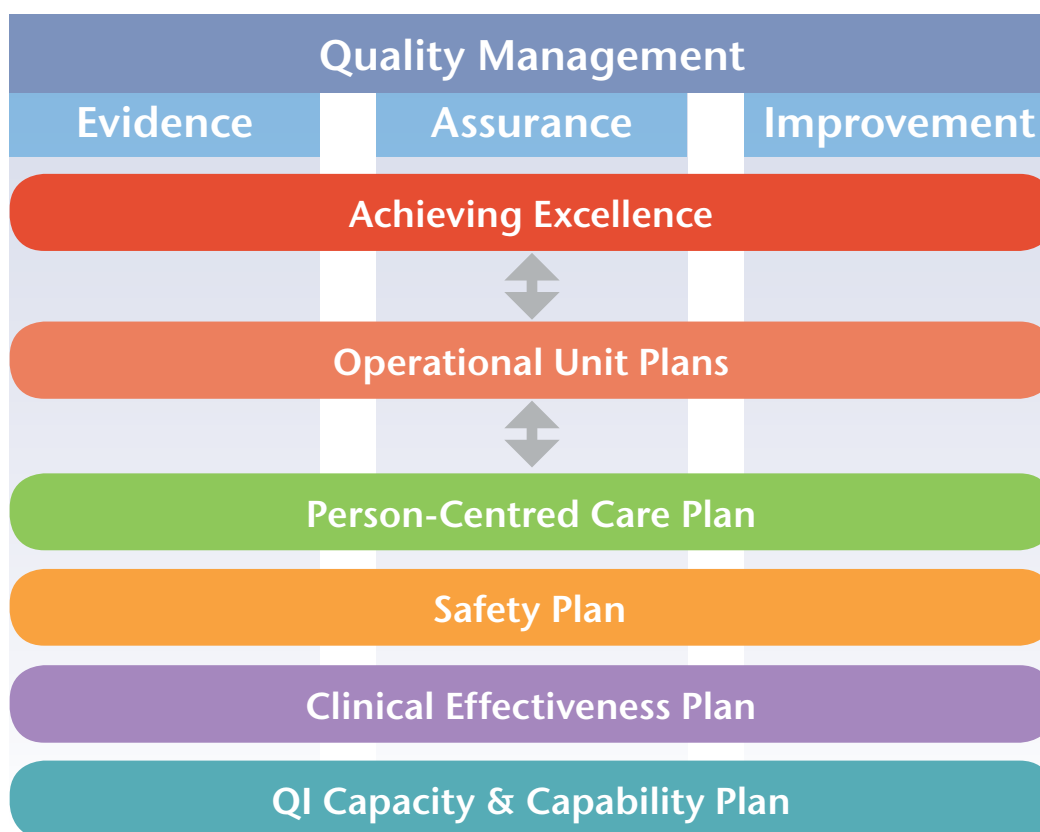 Quality Management
Evidence Assurance Improvement
Achieving Excellence
Operational Unit Plans
Person-Centred Care Plan
Safety Plan
Clinical Effectiveness Plan
QI Capacity & Capability Plan